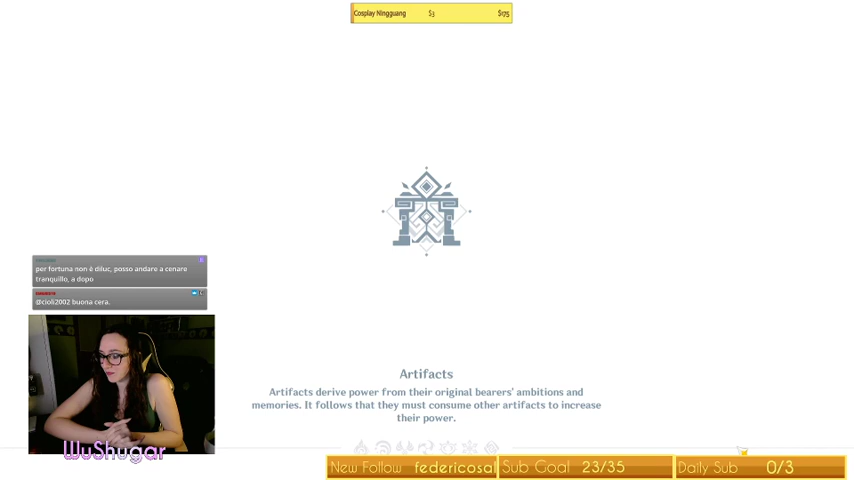 Cosplay Ningguang $3 $175
per fortuna non è diluc, posso andare a cenare
tranquillo, a dopo
@cioli2002 buona cera.
WuShugar
Artifacts
Artifacts derive power from their original bearers' ambitions and
memories. It follows that they must consume other artifacts to increase
their power.
New Follow federicosal Sub Goal 23/35 Daily Sub 0/3